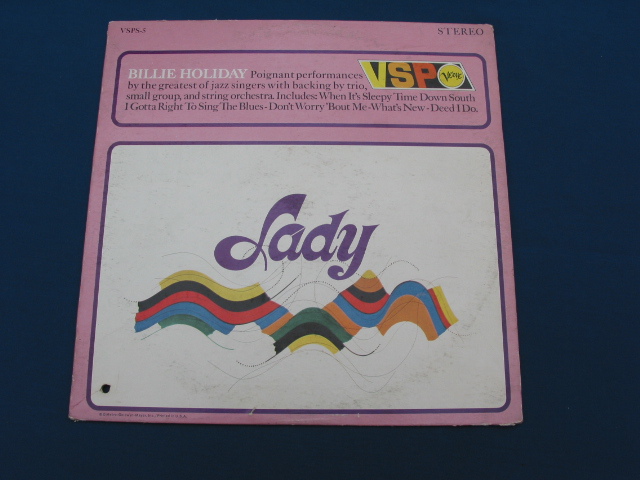 VSPS-5 STEREO
BILLIE HOLIDAY Poignant performances
by the greatest of jazz singers with backing by trio,
small group, and string orchestra. Includes: When It's Sleepy Time Down South
I Gotta Right To Sing The Blues-Don't Worry 'Bout Me-What's New-Deed I Do.
VSP Verve
Lady